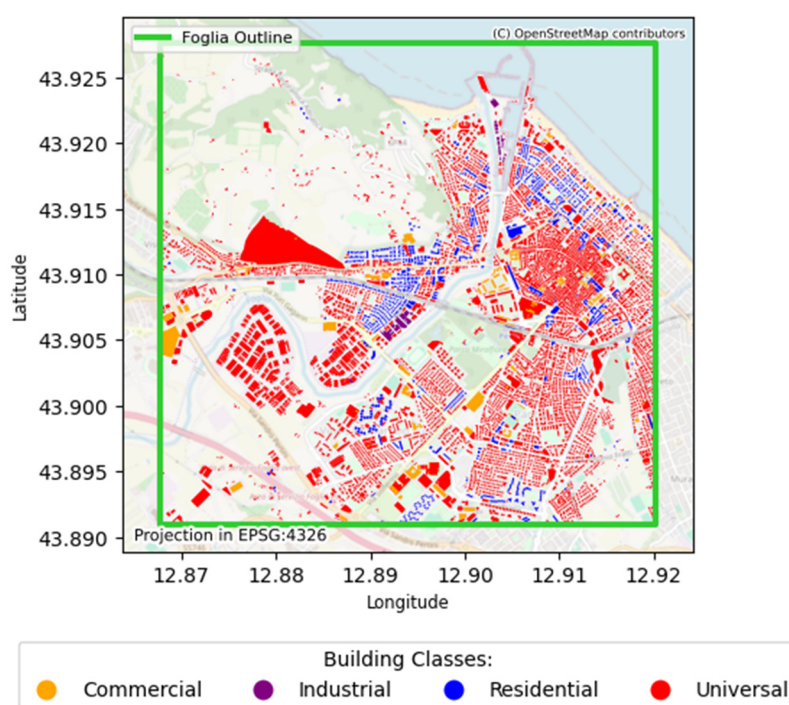 Foglia Outline
(C) OpenStreetMap contributors
43.925
43.920
43.915
43.910
43.905
43.900
43.895
43.890
Latitude
Projection in EPSG:4326
12.87 12.88 12.89 12.90 12.91 12.92
Longitude
Building Classes:
Commercial Industrial Residential Universal